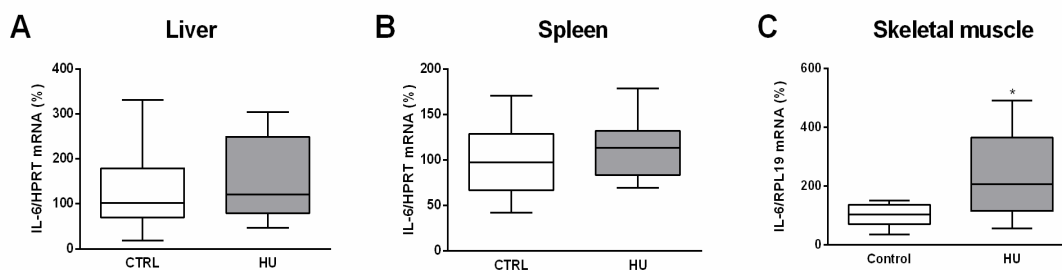 A
Liver
IL-6/HPRT mRNA (%)
400
300
200
100
0
CTRL
HU
B
Spleen
IL-6/HPRT mRNA (%)
200
150
100
50
0
CTRL
HU
C
Skeletal muscle
IL-6/RPL19 mRNA (%)
600
400
200
0
*
Control
HU